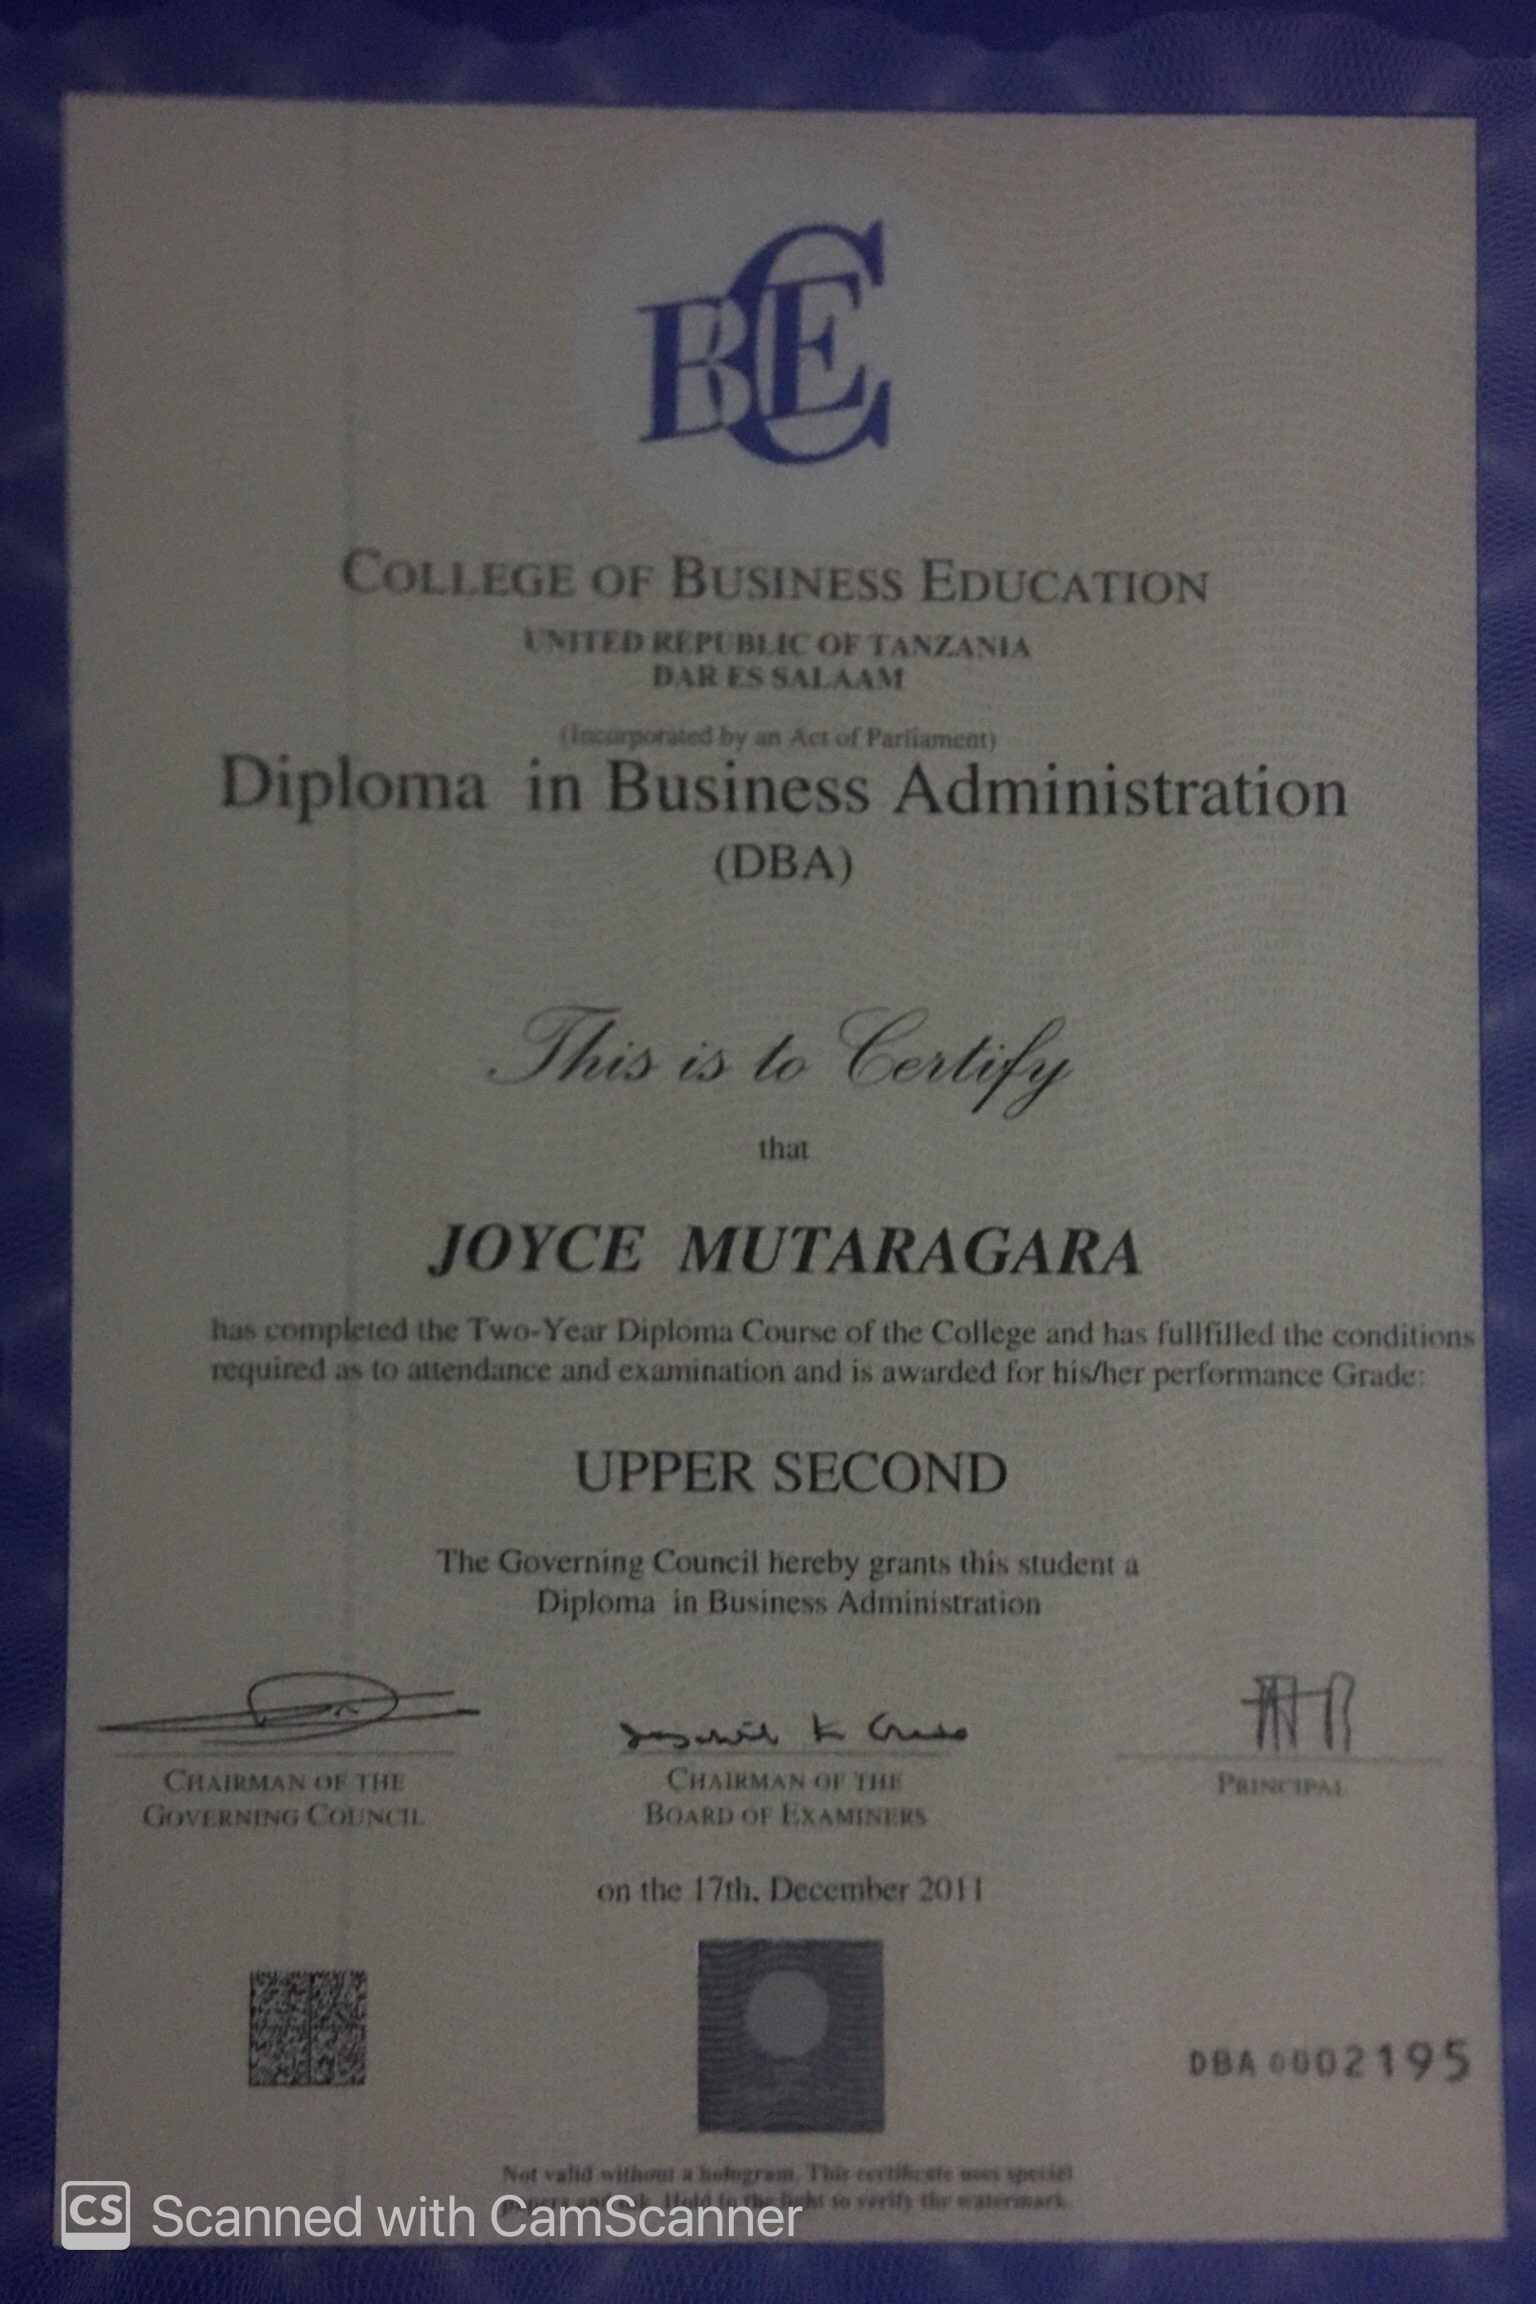 BCE
COLLEGE OF BUSINESS EDUCATION
UNITED REPUBLIC OF TANZANIA
DAR ES SALAAM
(Incorporated by an Act of Parliament)
Diploma in Business Administration
(DBA)
This is to Certify
that
JOYCE MUTARAGARA
has completed the Two-Year Diploma Course of the College and has fullfilled the conditions
required as to attendance and examination and is awarded for his/her performance Grade:
UPPER SECOND
The Governing Council hereby grants this student a
Diploma in Business Administration
CHAIRMAN OF THE
GOVERNING COUNCIL
CHAIRMAN OF THE
BOARD OF EXAMINERS
PRINCIPAL
on the 17th, December 2011
DBA 0002195
Not valid without a hologram. This certificate uses special
papers and ink. Hold to the light to verify the watermark.
CS Scanned with CamScanner